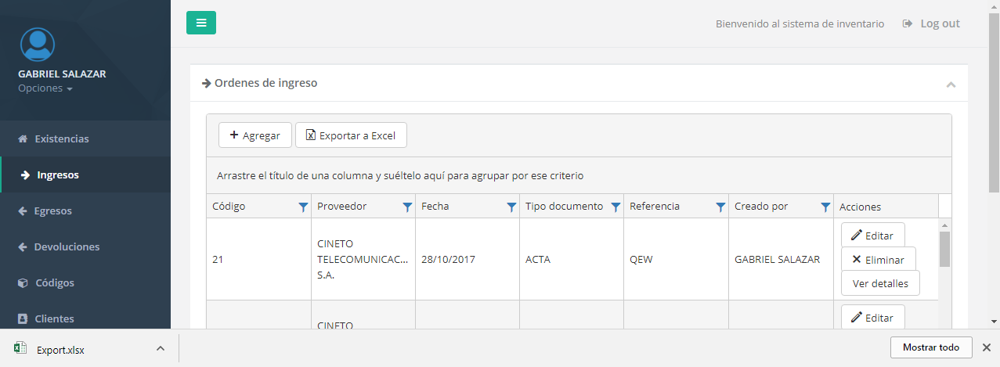 GABRIEL SALAZAR
Opciones
Existencias
Ingresos
Egresos
Devoluciones
Códigos
Clientes
Bienvenido al sistema de inventario
Log out
Ordenes de ingreso
Agregar
Exportar a Excel
Arrastre el título de una columna y suéltelo aquí para agrupar por ese criterio
Código Proveedor Fecha Tipo documento Referencia Creado por Acciones
21
CINETO
TELECOMUNICAC...
S.A.
28/10/2017
ACTA
QEW
GABRIEL SALAZAR
Editar
Eliminar
Ver detalles
CINETO
Editar
Export.xlsx
Mostrar todo